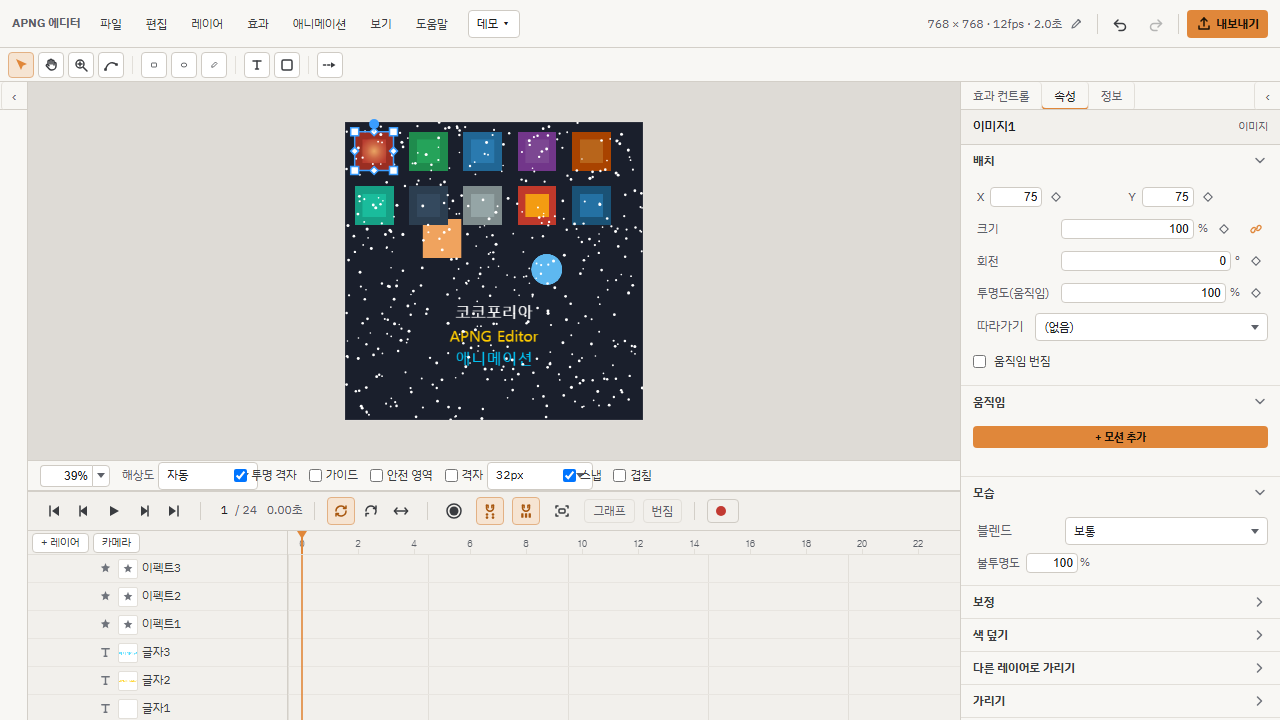 APNG 에디터 파일 편집 레이어 효과 애니메이션 보기 도움말 데모 768 × 768 · 12fps · 2.0초 내보내기
T
효과 컨트롤 속성 정보
이미지1 이미지
배치
X 75 Y 75
크기 100 %
회전 0 °
투명도(움직임) 100 %
따라가기 (없음)
움직임 번짐
움직임
+ 모션 추가
모습
블렌드 보통
불투명도 100 %
보정
색 덮기
다른 레이어로 가리기
가리기
코코포리아
APNG Editor
애니메이션
39% 해상도 자동 투명 격자 가이드 안전 영역 격자 32px 스냅 겹침
1 / 24 0.00초 그래프 번짐
+ 레이어 카메라 0 2 4 6 8 10 12 14 16 18 20 22
이펙트3
이펙트2
이펙트1
T 글자3
T 글자2
T 글자1